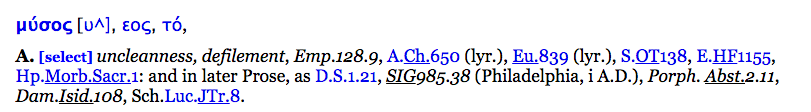 μύσος [υ^], εος, τό,
A. [select] uncleanness, defilement, Emp.128.9, A.Ch.650 (lyr.), Eu.839 (lyr.), S.OT138, E.HF1155,
Hp.Morb.Sacr.1: and in later Prose, as D.S.1.21, SIG985.38 (Philadelphia, i A.D.), Porph. Abst.2.11,
Dam.Isid.108, Sch.Luc.JTr.8.